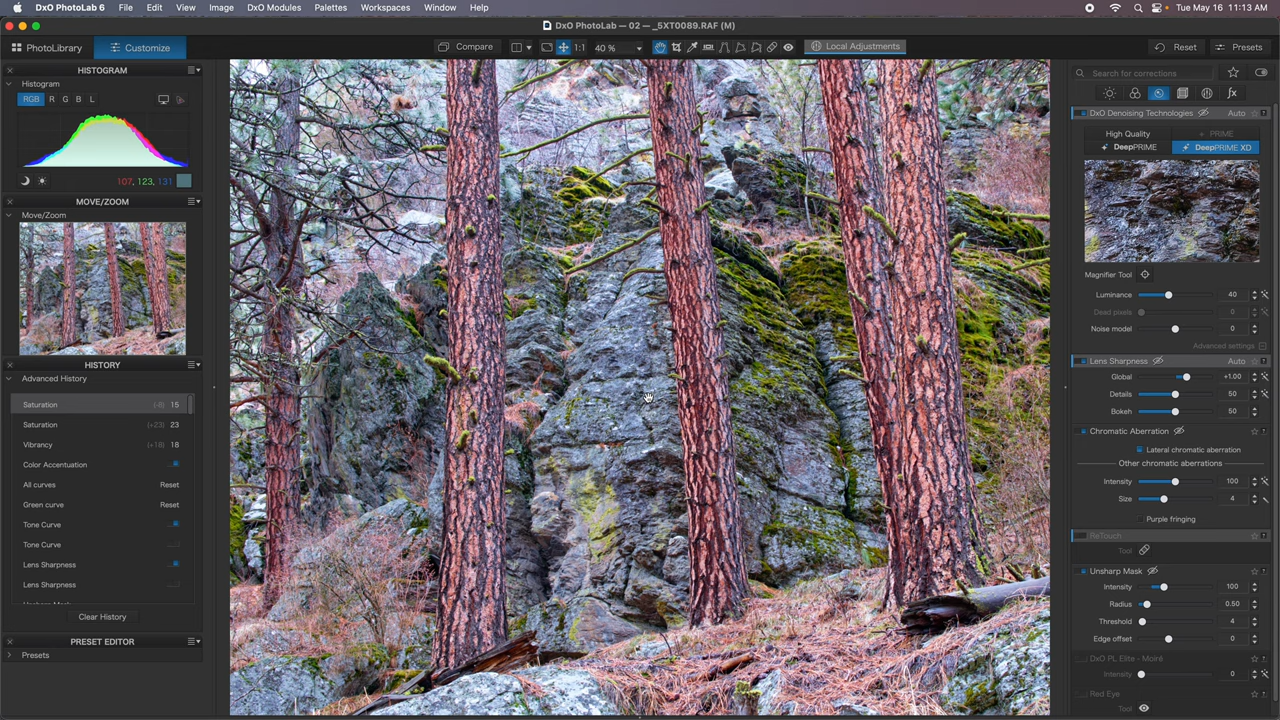 DxO PhotoLab 6 File Edit View Image DxO Modules Palettes Workspaces Window Help Tue May 16 11:13 AM
DxO PhotoLab — 02 — _5XT0089.RAF (M)
PhotoLibrary Customize Compare 1:1 40 % Local Adjustments Reset Presets
HISTOGRAM
Histogram
RGB R G B L
107, 123, 131
MOVE/ZOOM
Move/Zoom
HISTORY
Advanced History
Saturation (-8) 15
Saturation (+23) 23
Vibrancy (+18) 18
Color Accentuation
All curves Reset
Green curve Reset
Tone Curve
Tone Curve
Lens Sharpness
Lens Sharpness
Clear History
PRESET EDITOR
Presets
Search for corrections
fx
DxO Denoising Technologies Auto ?
High Quality PRIME
DeepPRIME DeepPRIME XD
Magnifier Tool
Luminance 40
Dead pixels 0
Noise model 0
Advanced settings
Lens Sharpness Auto ?
Global +1.00
Details 50
Bokeh 50
Chromatic Aberration ?
Lateral chromatic aberration
Other chromatic aberrations
Intensity 100
Size 4
Purple fringing
ReTouch ?
Tool
Unsharp Mask ?
Intensity 100
Radius 0.50
Threshold 4
Edge offset 0
DxO PL Elite - Moiré ?
Intensity 0
Red Eye ?
Tool